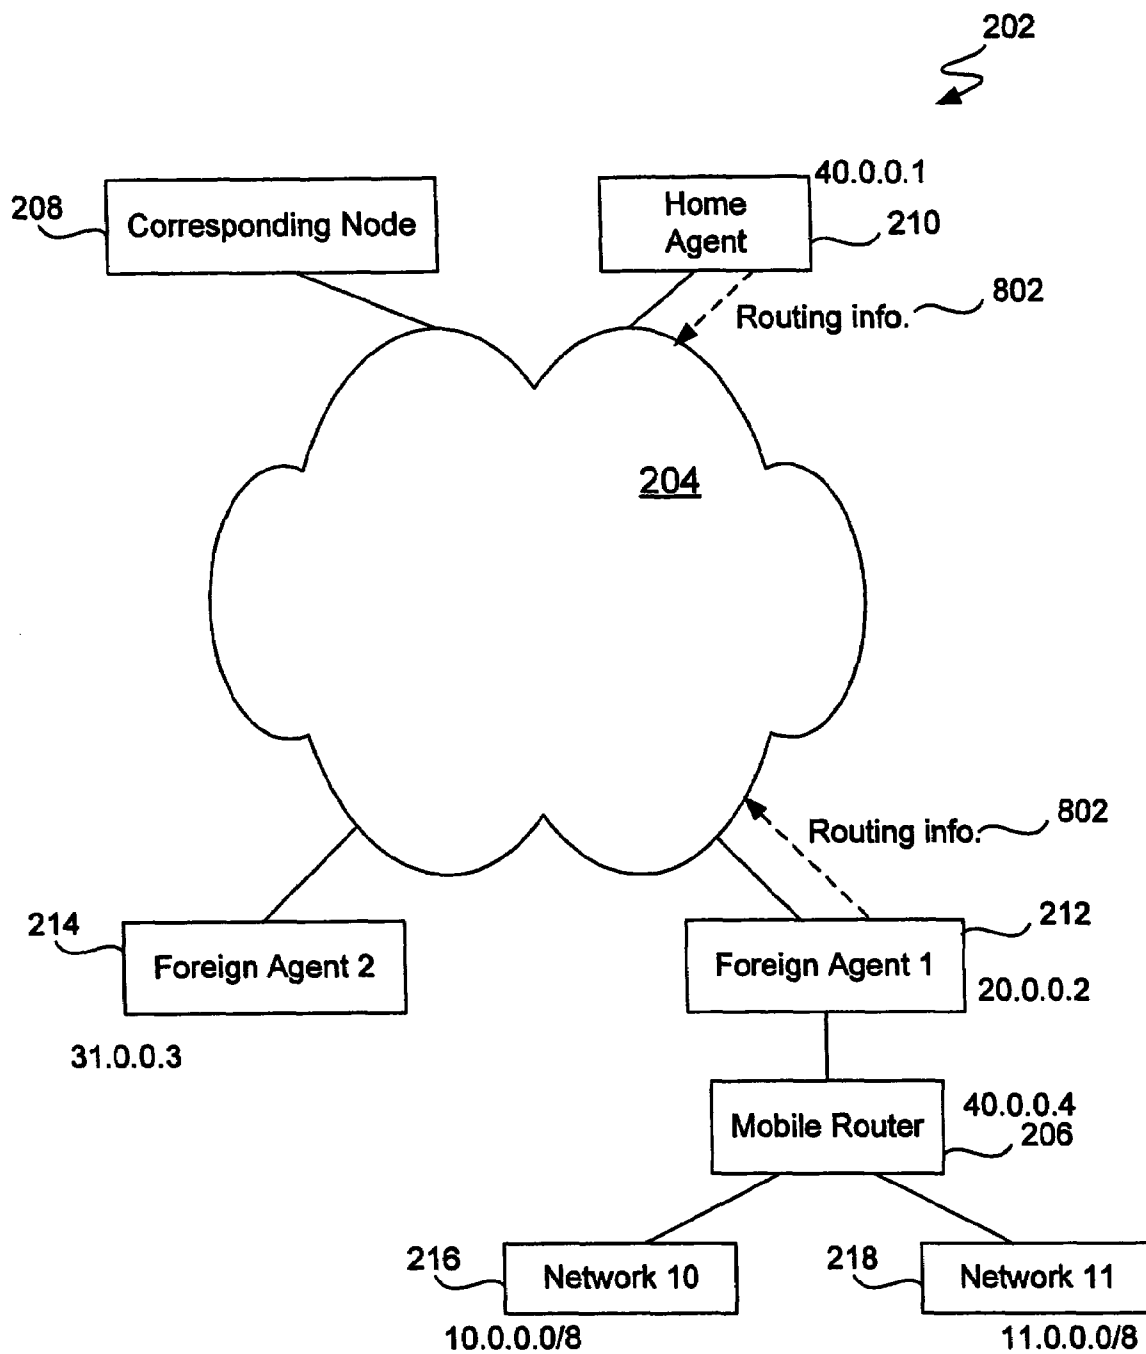 202
40.0.0.1
208
Corresponding Node
Home
Agent
210
Routing info.
802
204
802
Routing info.
214
Foreign Agent 2
212
Foreign Agent 1
20.0.0.2
31.0.0.3
40.0.0.4
Mobile Router
206
216
Network 10
218
Network 11
10.0.0.0/8
11.0.0.0/8